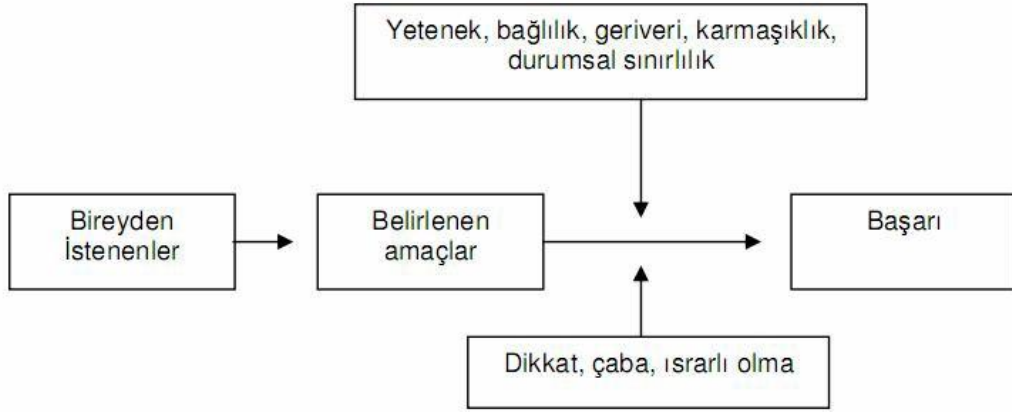 Yetenek, bağlılık, geriveri, karmaşıklık,
durumsal sınırlılık
Bireyden
İstenenler
Belirlenen
amaçlar
Başarı
Dikkat, çaba, ısrarlı olma